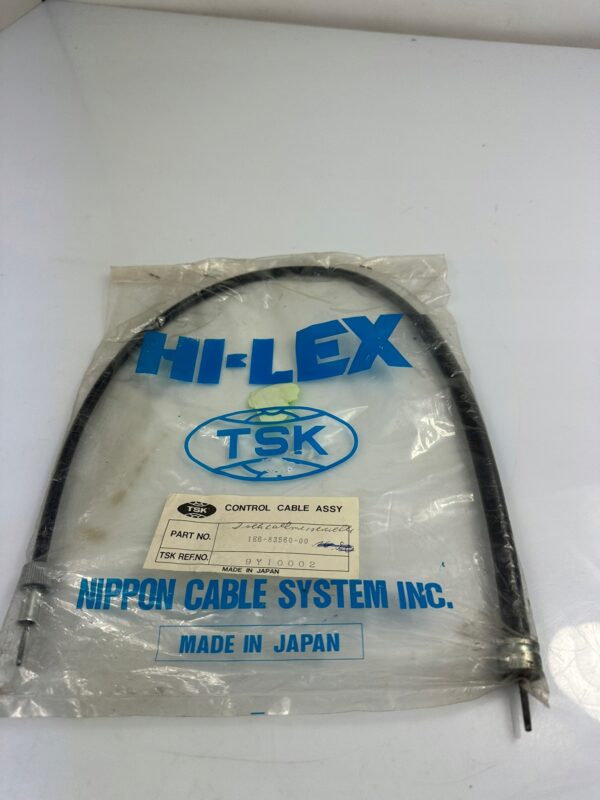 HI-LEX
TSK
TSK
CONTROL CABLE ASSY
PART NO.
1E6-83560-00
TSK REF.NO.
9Y10002
MADE IN JAPAN
NIPPON CABLE SYSTEM INC.
MADE IN JAPAN